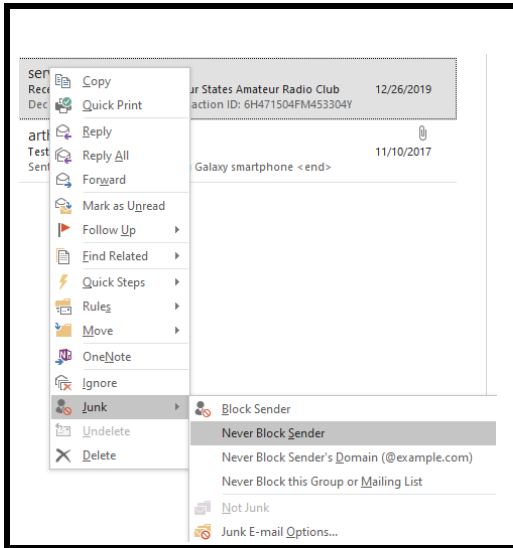 ser
Rece
ur States Amateur Radio Club 12/26/2019
Dec
action ID: 6H471504FM453304Y
art
Test
11/10/2017
Sent
Galaxy smartphone <end>
Copy
Quick Print
Reply
Reply All
Forward
Mark as Unread
Follow Up
Find Related
Quick Steps
Rules
Move
OneNote
Ignore
Junk
Undelete
Delete
Block Sender
Never Block Sender
Never Block Sender's Domain (@example.com)
Never Block this Group or Mailing List
Not Junk
Junk E-mail Options...